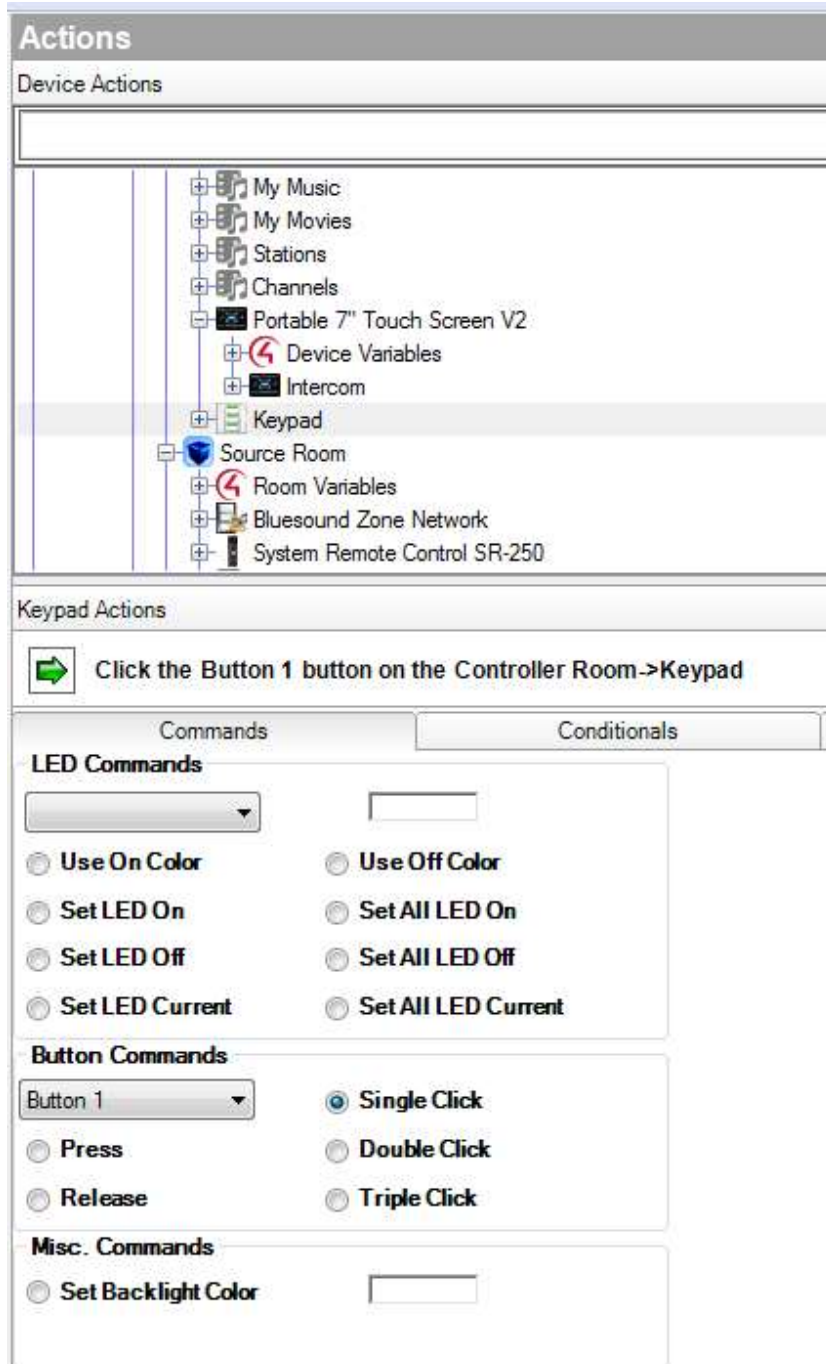 Actions
Device Actions
My Music
My Movies
Stations
Channels
Portable 7" Touch Screen V2
Device Variables
Intercom
Keypad
Source Room
Room Variables
Bluesound Zone Network
System Remote Control SR-250
Keypad Actions
Click the Button 1 button on the Controller Room->Keypad
Commands Conditionals
LED Commands
Use On Color Use Off Color
Set LED On Set All LED On
Set LED Off Set All LED Off
Set LED Current Set All LED Current
Button Commands
Button 1 Single Click
Press Double Click
Release Triple Click
Misc. Commands
Set Backlight Color